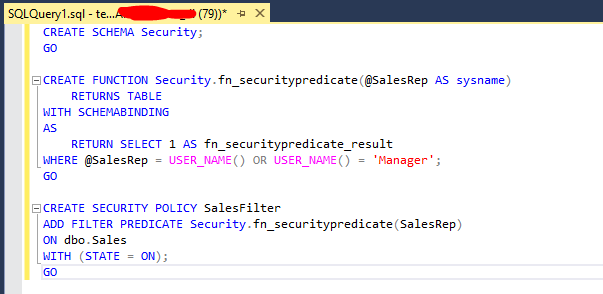 SQLQuery1.sql - te...A (79))*
CREATE SCHEMA Security;
GO
CREATE FUNCTION Security.fn_securitypredicate(@SalesRep AS sysname)
RETURNS TABLE
WITH SCHEMABINDING
AS
RETURN SELECT 1 AS fn_securitypredicate_result
WHERE @SalesRep = USER_NAME() OR USER_NAME() = 'Manager';
GO
CREATE SECURITY POLICY SalesFilter
ADD FILTER PREDICATE Security.fn_securitypredicate(SalesRep)
ON dbo.Sales
WITH (STATE = ON);
GO